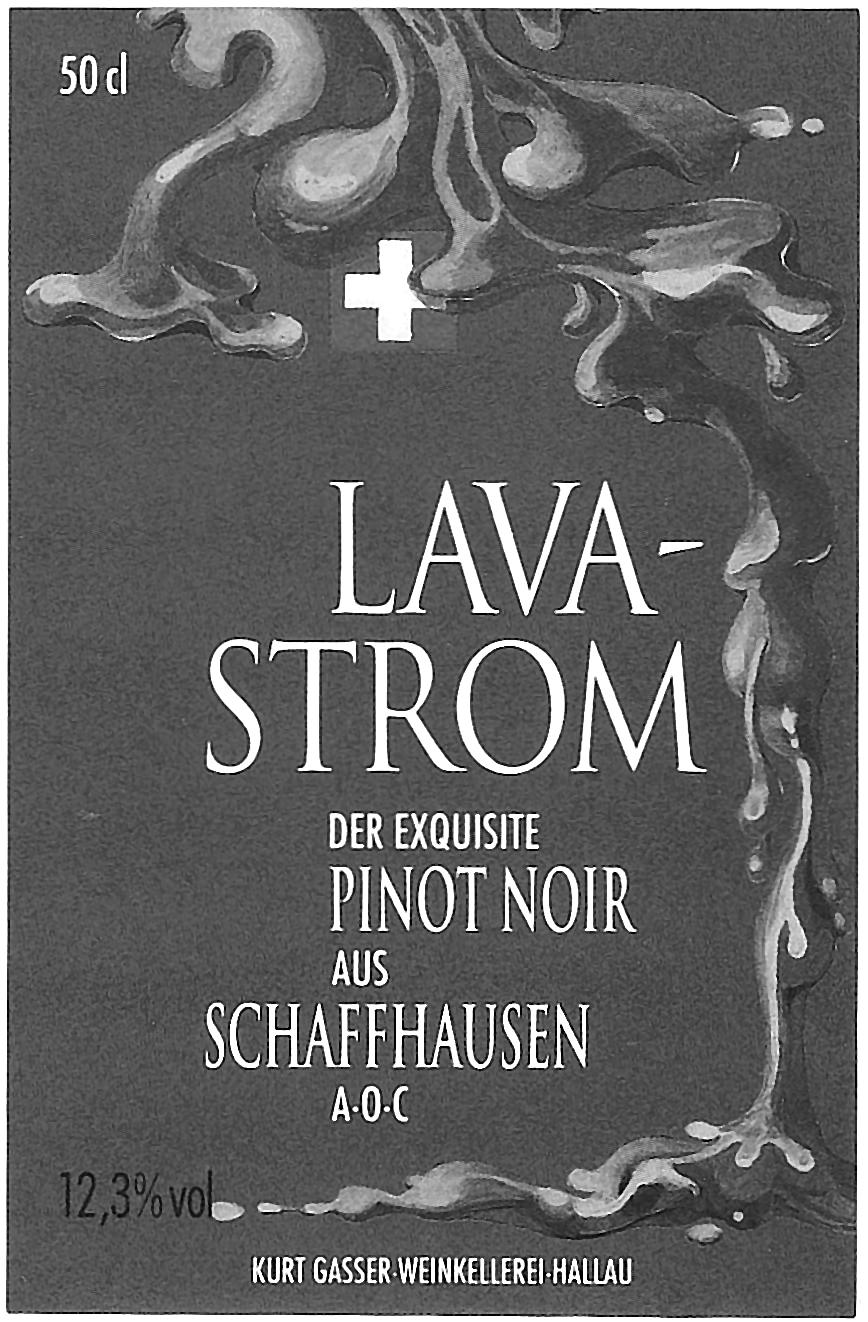 50 cl
LAVA-
STROM
DER EXQUISITE
PINOT NOIR
AUS
SCHAFFHAUSEN
A·O·C
12,3% vol
KURT GASSER·WEINKELLEREI·HALLAU